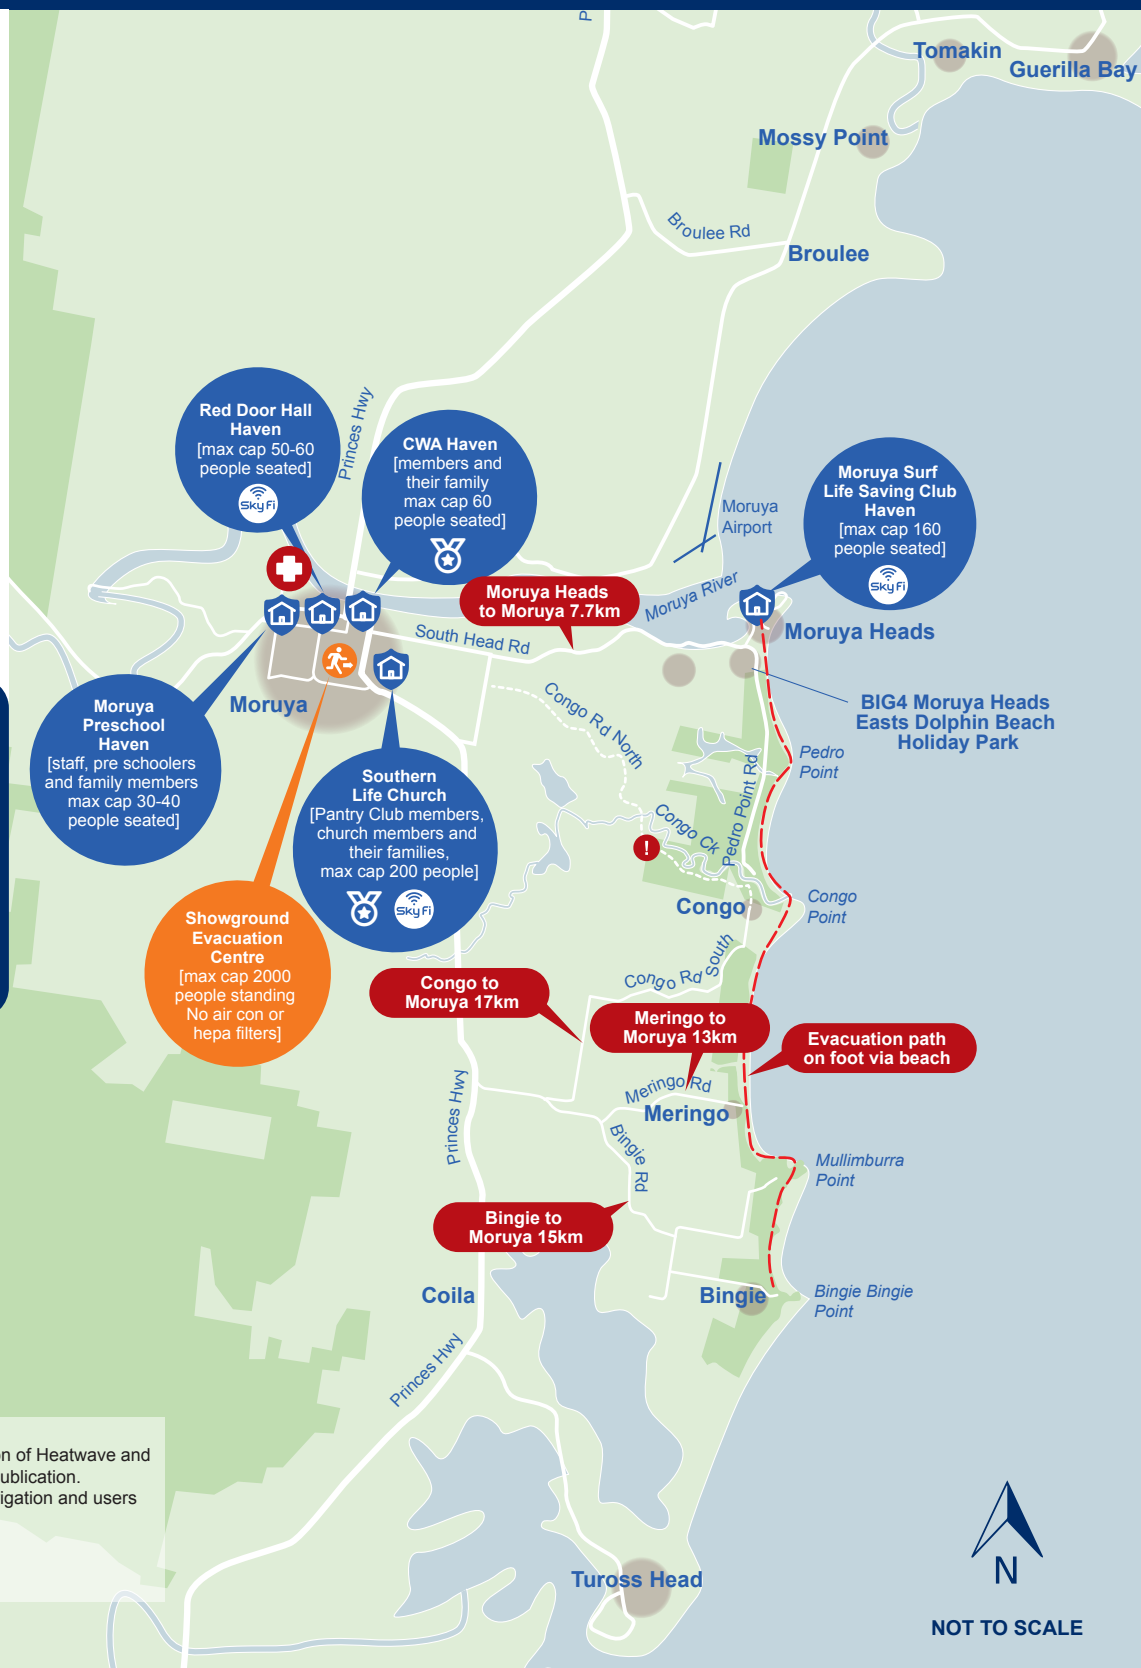 P
Tomakin
Guerilla Bay
Mossy Point
Broulee Rd
Broulee
Red Door Hall
Haven
[max cap 50-60
people seated]
Sky Fi
Princes Hwy
CWA Haven
[members and
their family
max cap 60
people seated]
Moruya
Airport
Moruya Surf
Life Saving Club
Haven
[max cap 160
people seated]
Sky Fi
Moruya Heads
to Moruya 7.7km
Moruya River
South Head Rd
Moruya Heads
Moruya
BIG4 Moruya Heads
Easts Dolphin Beach
Holiday Park
Moruya
Preschool
Haven
[staff, pre schoolers
and family members
max cap 30-40
people seated]
Congo Rd North
Pedro
Point
Pedro Point Rd
Southern
Life Church
[Pantry Club members,
church members and
their families,
max cap 200 people]
Sky Fi
Congo Ck
!
Congo
Congo
Point
Showground
Evacuation
Centre
[max cap 2000
people standing
No air con or
hepa filters]
Congo Rd South
Congo to
Moruya 17km
Meringo to
Moruya 13km
Evacuation path
on foot via beach
Princes Hwy
Meringo Rd
Meringo
Bingie Rd
Mullimburra
Point
Bingie to
Moruya 15km
Coila
Bingie
Bingie Bingie
Point
Princes Hwy
n of Heatwave and
ublication.
igation and users
Tuross Head
N
NOT TO SCALE